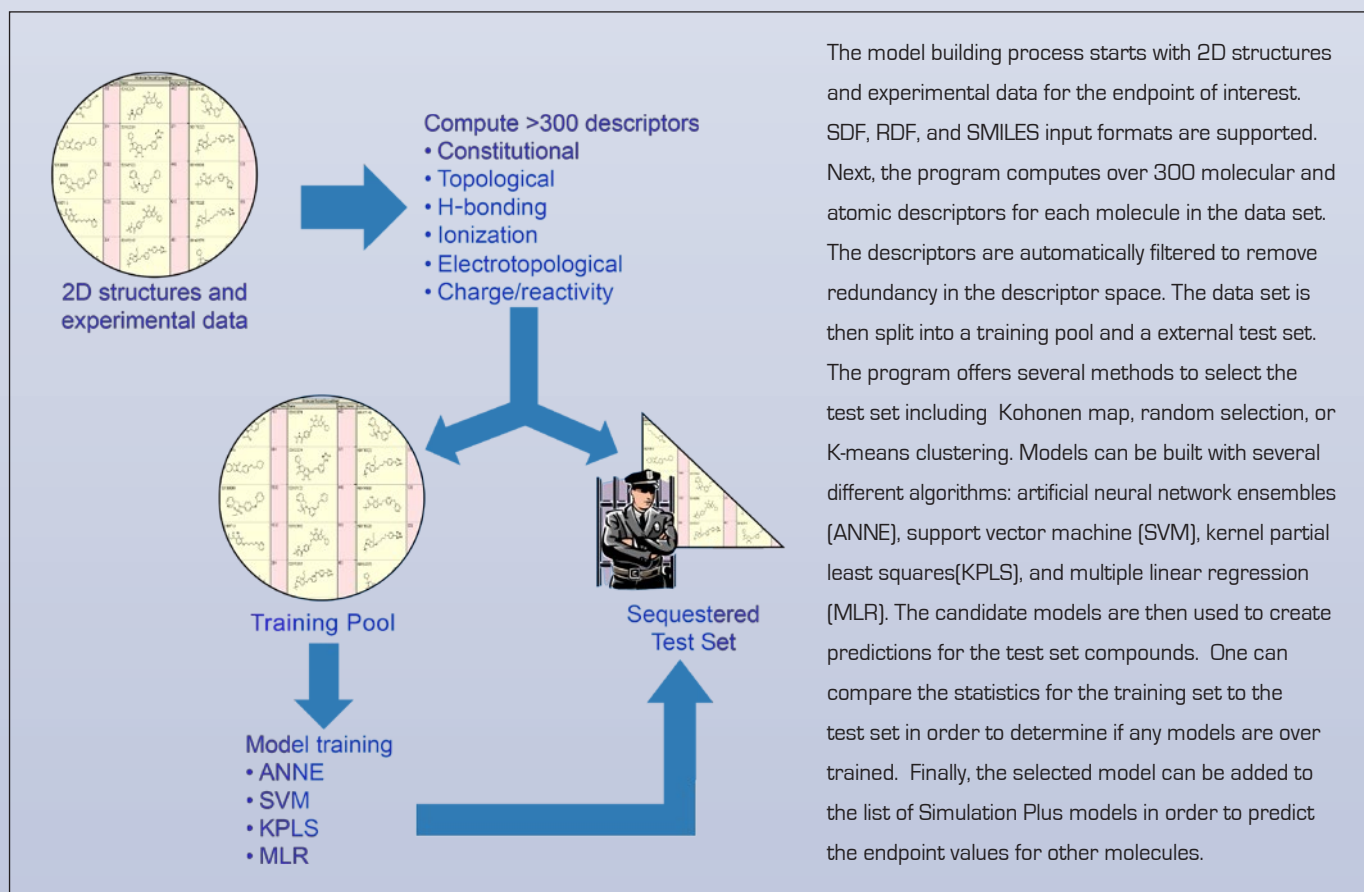 2D structures and
experimental data
Compute >300 descriptors
• Constitutional
• Topological
• H-bonding
• Ionization
• Electrotopological
• Charge/reactivity
Training Pool
Sequestered
Test Set
Model training
• ANNE
• SVM
• KPLS
• MLR
The model building process starts with 2D structures
and experimental data for the endpoint of interest.
SDF, RDF, and SMILES input formats are supported.
Next, the program computes over 300 molecular and
atomic descriptors for each molecule in the data set.
The descriptors are automatically filtered to remove
redundancy in the descriptor space. The data set is
then split into a training pool and a external test set.
The program offers several methods to select the
test set including Kohonen map, random selection, or
K-means clustering. Models can be built with several
different algorithms: artificial neural network ensembles
(ANNE), support vector machine (SVM), kernel partial
least squares(KPLS), and multiple linear regression
(MLR). The candidate models are then used to create
predictions for the test set compounds. One can
compare the statistics for the training set to the
test set in order to determine if any models are over
trained. Finally, the selected model can be added to
the list of Simulation Plus models in order to predict
the endpoint values for other molecules.